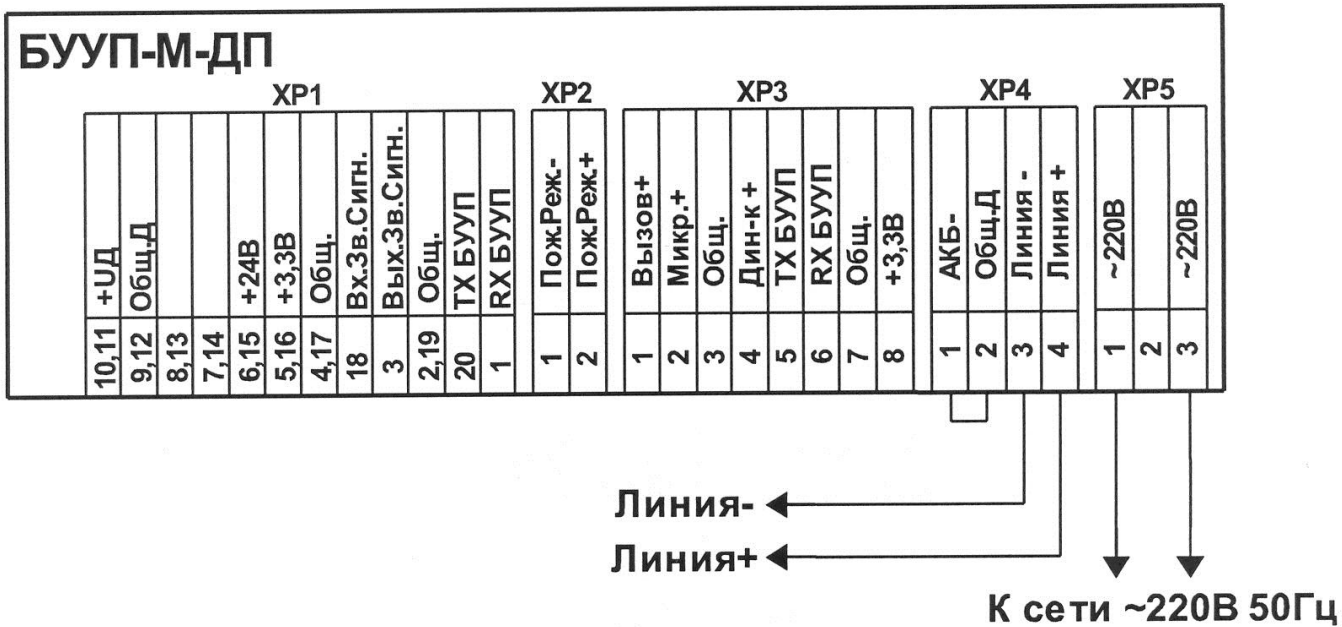 БУУП-М-ДП
XP1
XP2
XP3
XP4
XP5
+UД
Общ.Д
+24В
+3,3В
Общ.
Вх.Зв.Сигн.
Вых.Зв.Сигн.
Общ.
TX БУУП
RX БУУП
Пож.Реж.-
Пож.Реж.+
Вызов+
Микр.+
Общ.
Дин-к +
TX БУУП
RX БУУП
Общ.
+3,3В
АКБ-
Общ.Д
Линия -
Линия +
~220В
~220В
10,11
9,12
8,13
7,14
6,15
5,16
4,17
18
3
2,19
20
1
1
2
1
2
3
4
5
6
7
8
1
2
3
4
1
2
3
Линия-
Линия+
К сети ~220В 50Гц